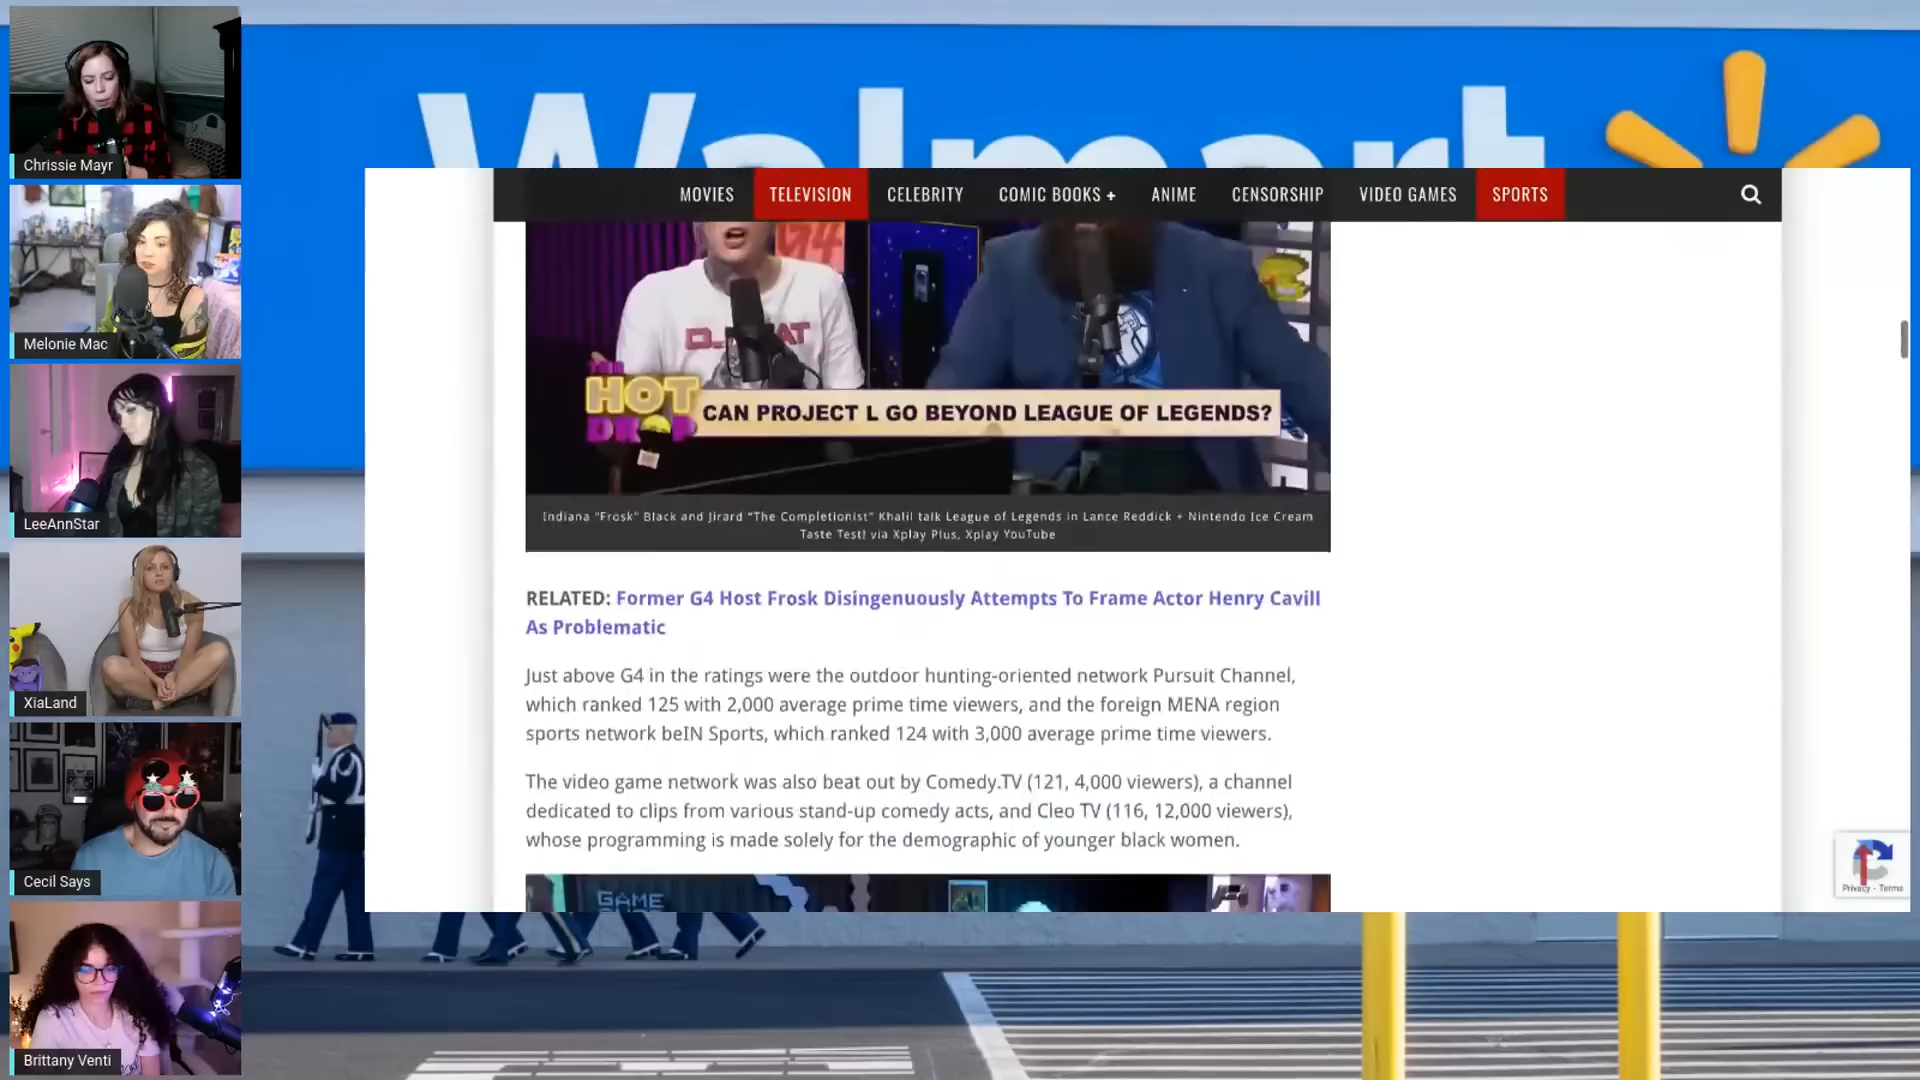 Walmart
Chrissie Mayr
Melonie Mac
LeeAnnStar
XiaLand
Cecil Says
Brittany Venti
MOVIES TELEVISION CELEBRITY COMIC BOOKS + ANIME CENSORSHIP VIDEO GAMES SPORTS
G4
HOT
DROP
CAN PROJECT L GO BEYOND LEAGUE OF LEGENDS?
Indiana "Frosk" Black and Jirard "The Completionist" Khalil talk League of Legends in Lance Reddick + Nintendo Ice Cream
Taste Test! via Xplay Plus, Xplay YouTube
RELATED: Former G4 Host Frosk Disingenuously Attempts To Frame Actor Henry Cavill
As Problematic
Just above G4 in the ratings were the outdoor hunting-oriented network Pursuit Channel,
which ranked 125 with 2,000 average prime time viewers, and the foreign MENA region
sports network beIN Sports, which ranked 124 with 3,000 average prime time viewers.
The video game network was also beat out by Comedy.TV (121, 4,000 viewers), a channel
dedicated to clips from various stand-up comedy acts, and Cleo TV (116, 12,000 viewers),
whose programming is made solely for the demographic of younger black women.
GAME
Privacy - Terms